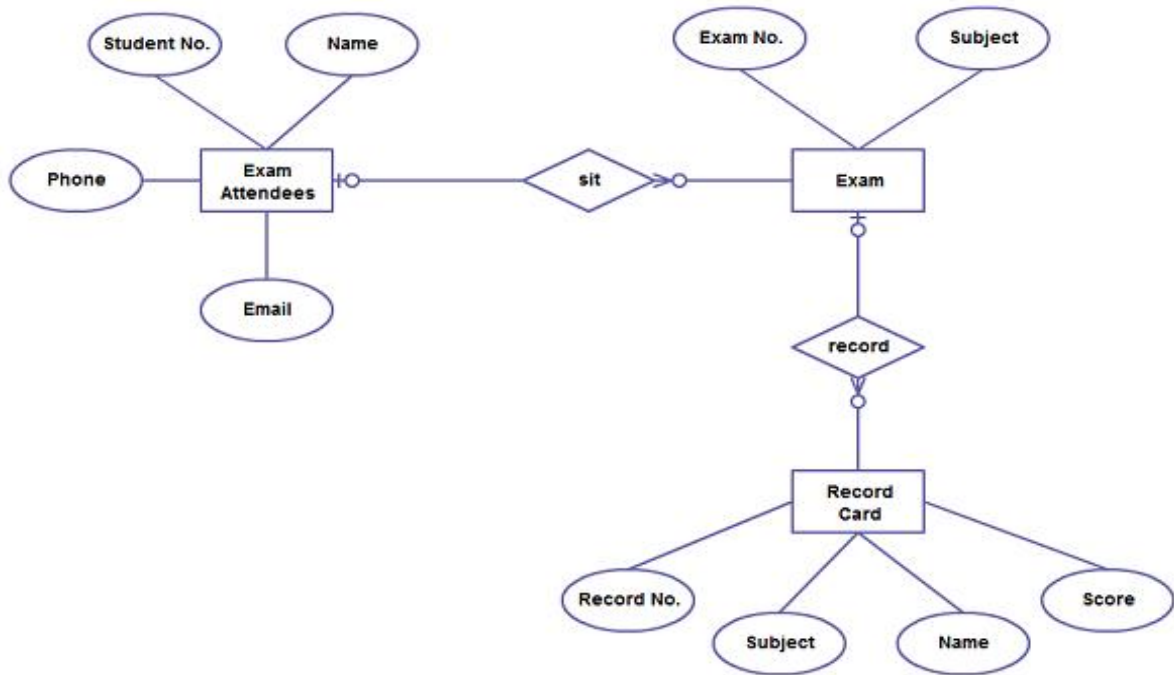 Student No.
Name
Exam No.
Subject
Phone
Exam
Attendees
sit
Exam
Email
record
Record
Card
Record No.
Score
Subject
Name